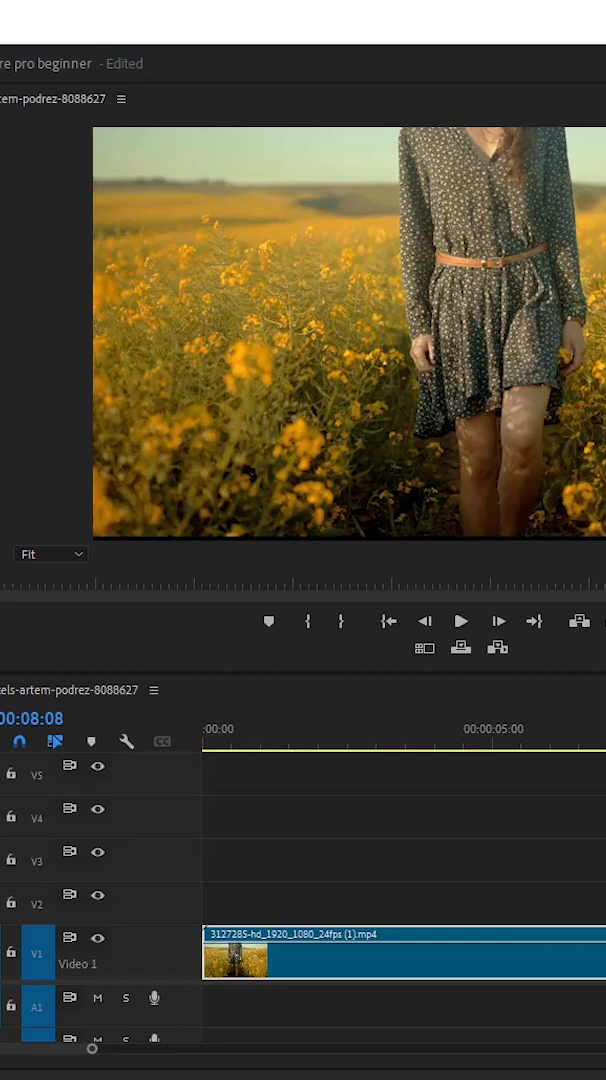 re pro beginner - Edited
tem-podrez-8088627
Fit
els-artem-podrez-8088627
00:08:08
:00:00
00:00:05:00
CC
V5
V4
V3
V2
3127285-hd_1920_1080_24fps (1).mp4
V1
Video 1
A1
M
S
M
S